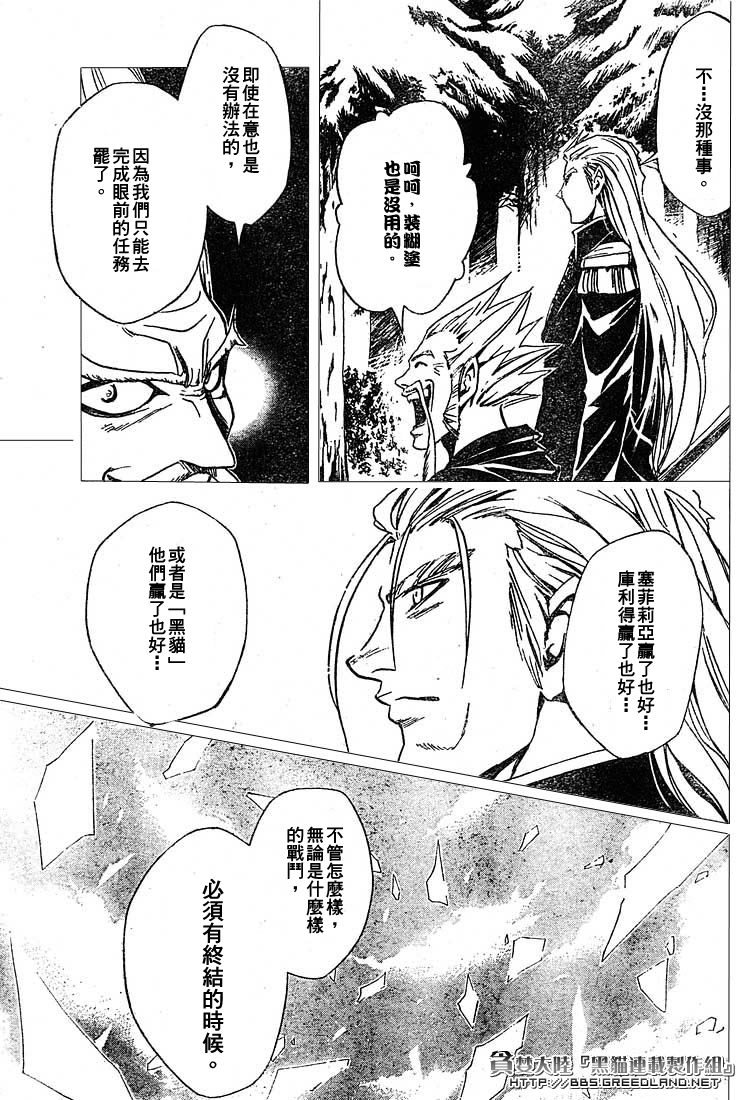 不…沒那種事。
呵呵，裝糊塗
也是沒用的。
即使在意也是
沒有辦法的，
因為我們只能去
完成眼前的任務
罷了。
塞菲莉亞贏了也好…
庫利得贏了也好…
或者是「黑貓」
他們贏了也好…
不管怎麼樣，
無論是什麼樣
的戰鬥，
必須有終結的時候。
貪婪大陸『黑貓連載製作組』
HTTP://BBS.GREEDLAND.NET